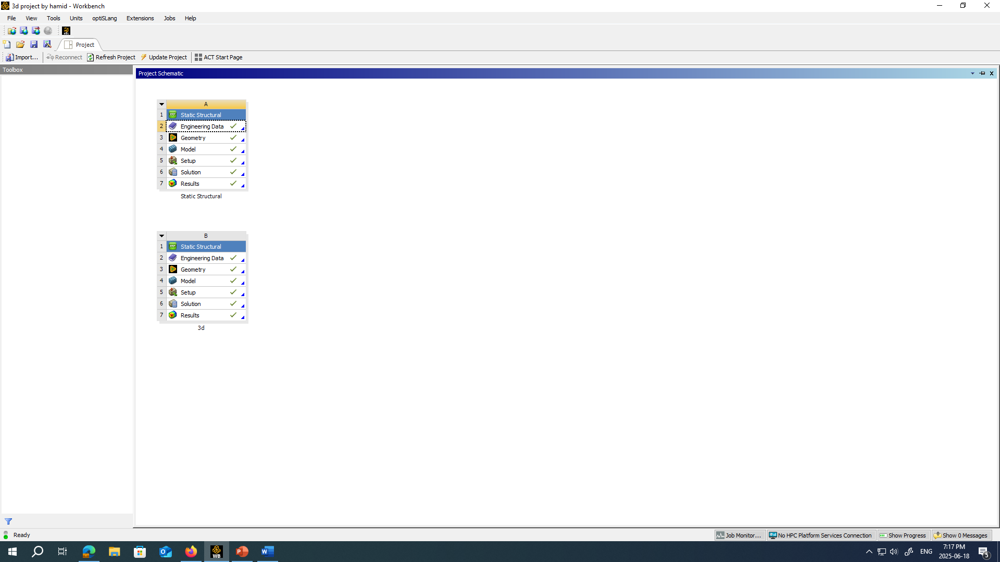 3d project by hamid - Workbench
File View Tools Units optiSLang Extensions Jobs Help
Project
Import... Reconnect Refresh Project Update Project ACT Start Page
Toolbox
Project Schematic
A
1 Static Structural
2 Engineering Data
3 Geometry
4 Model
5 Setup
6 Solution
7 Results
Static Structural
B
1 Static Structural
2 Engineering Data
3 Geometry
4 Model
5 Setup
6 Solution
7 Results
3d
Ready
Job Monitor... No HPC Platform Services Connection Show Progress Show 0 Messages
WB
ENG
7:17 PM
2025-06-18
5